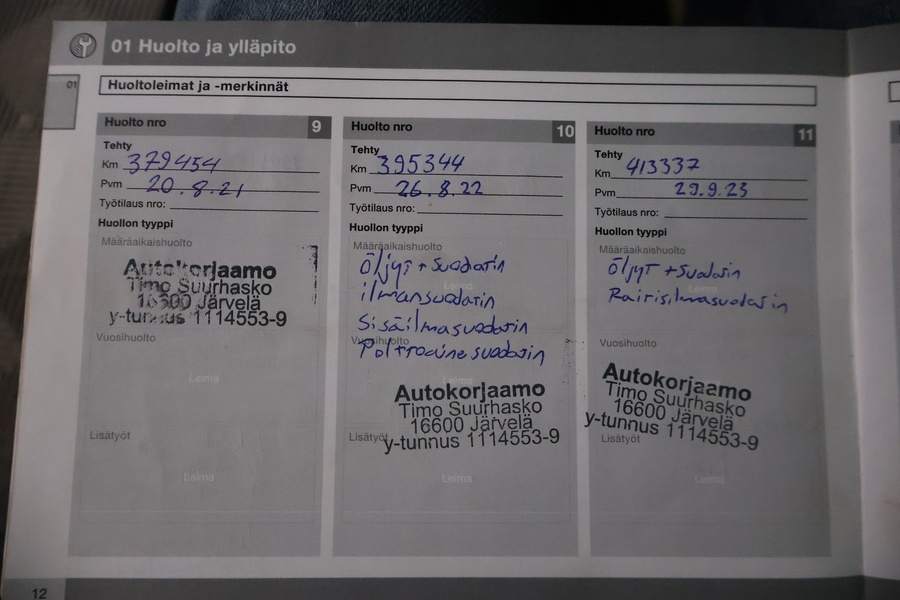 01 Huolto ja ylläpito
01
Huoltoleimat ja -merkinnät
Huolto nro 9
Tehty
Km 379454
Pvm 20.8.21
Työtilaus nro:
Huollon tyyppi
Määräaikaishuolto
Autokorjaamo
Timo Suurhasko
16600 Järvelä
y-tunnus 1114553-9
Vuosihuolto
Leima
Lisätyöt
Leima
Huolto nro 10
Tehty
Km 395344
Pvm 26.8.22
Työtilaus nro:
Huollon tyyppi
Määräaikaishuolto
Öljyt + suodatin
Leima
ilmansuodatin
Sisäilmasuodatin
Vuosihuolto
Polttoaine suodatin
Leima
Autokorjaamo
Timo Suurhasko
16600 Järvelä
Lisätyöt
y-tunnus 1114553-9
Leima
Huolto nro 11
Tehty
Km 413337
Pvm 29.9.23
Työtilaus nro:
Huollon tyyppi
Määräaikaishuolto
Öljyt + suodatin
Leima
Vuosihuolto
Autokorjaamo
Timo Suurhasko
16600 Järvelä
y-tunnus 1114553-9
Lisätyöt
Leima
12